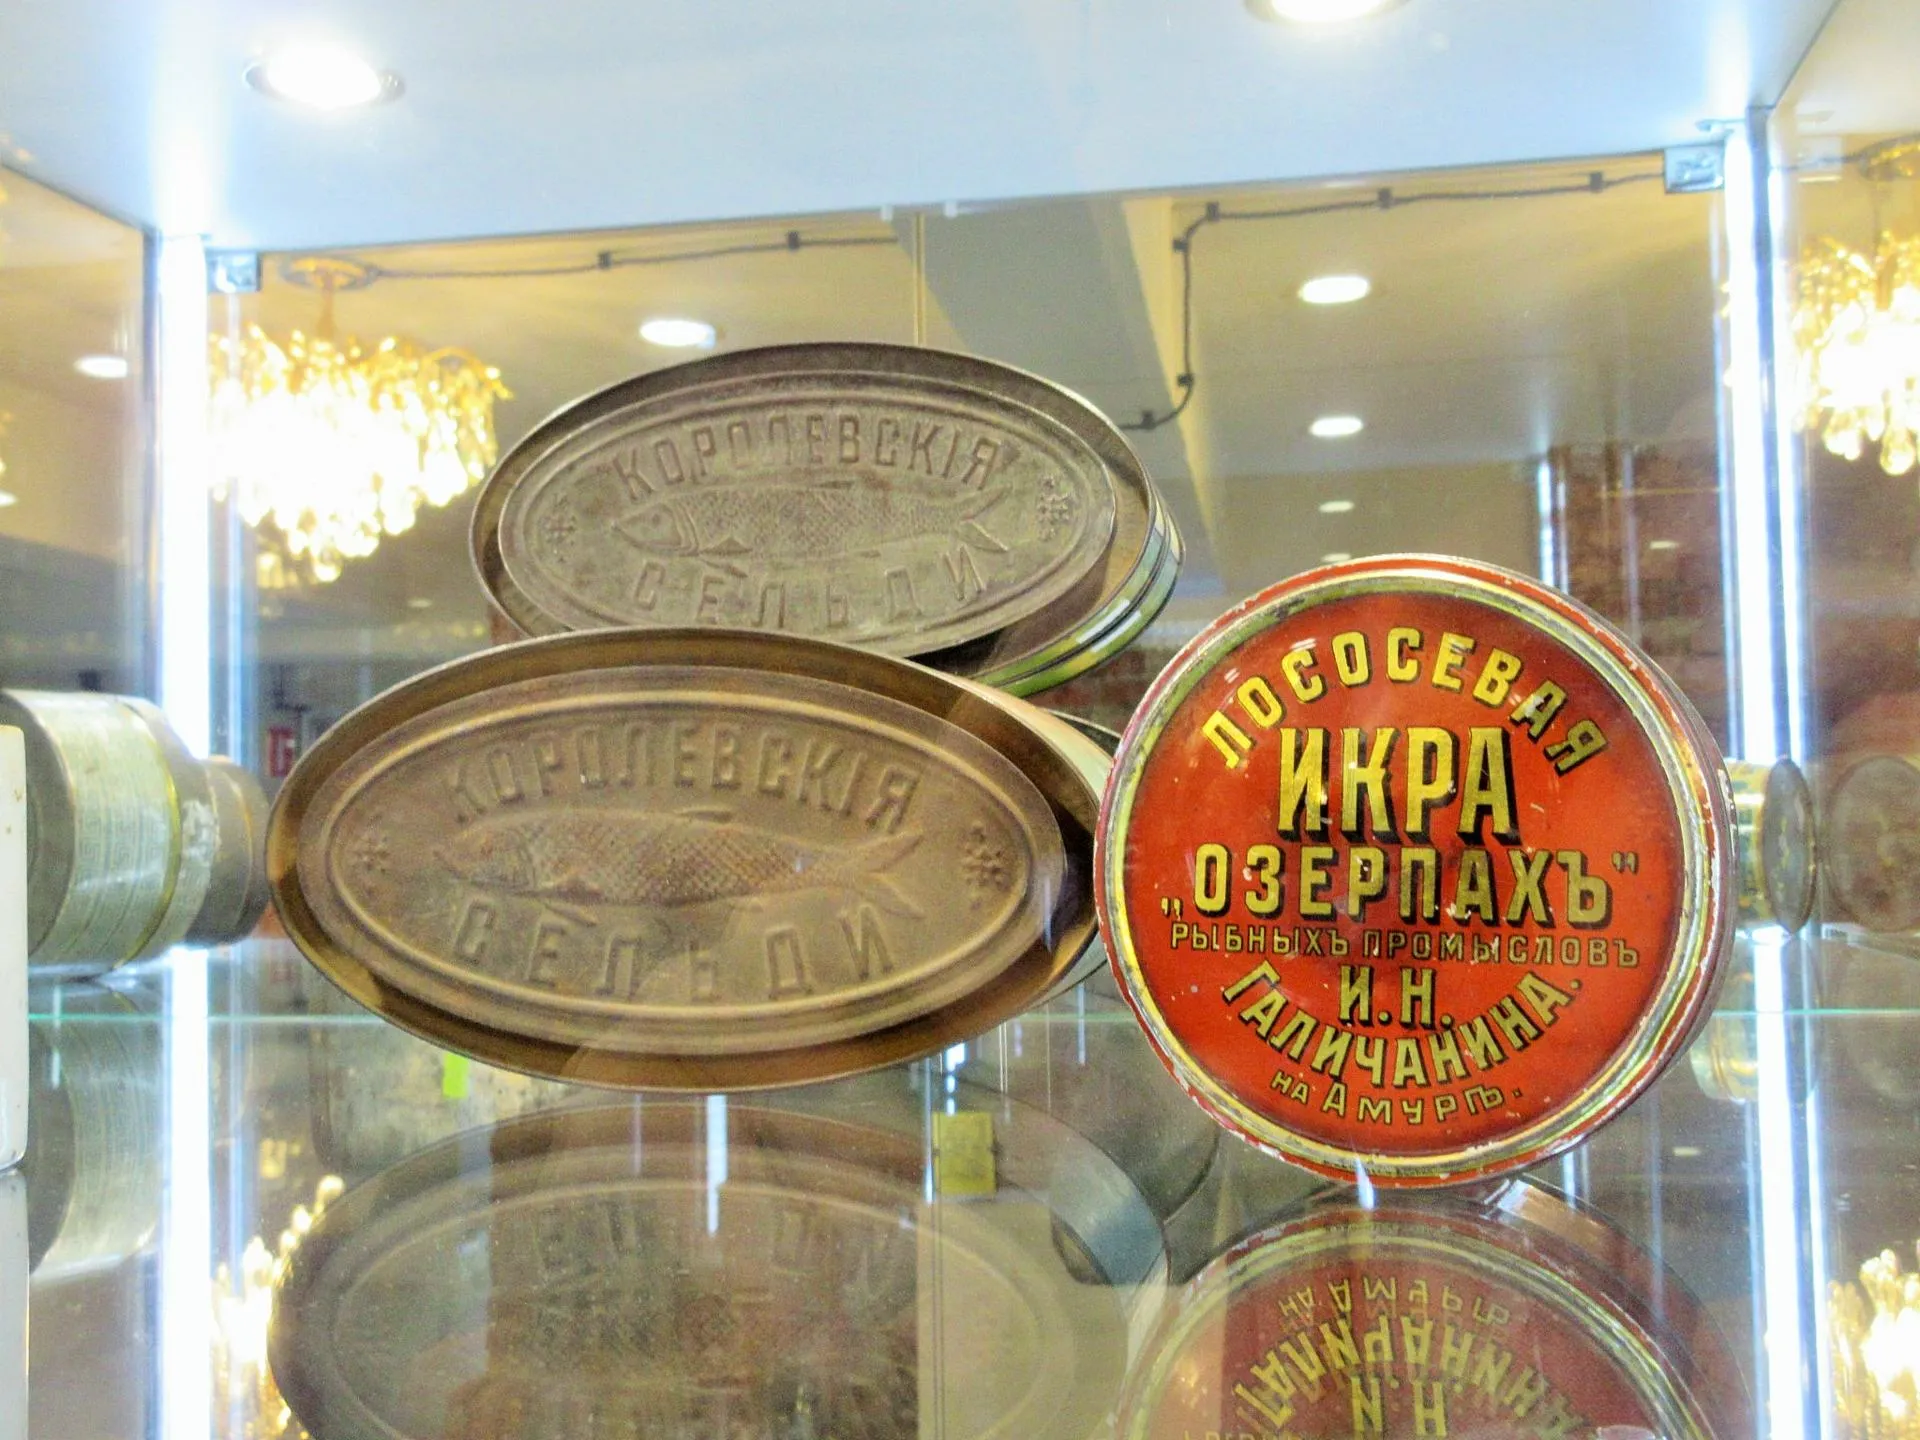 КОРОЛЕВСКІЯ
СЕЛЬДИ
КОРОЛЕВСКІЯ
СЕЛЬДИ
ЛОСОСЕВАЯ
ИКРА
„ОЗЕРПАХЪ"
РЫБНЫХЪ ПРОМЫСЛОВЪ
И.Н.
ГАЛИЧАНИНА.
НА АМУРѢ.